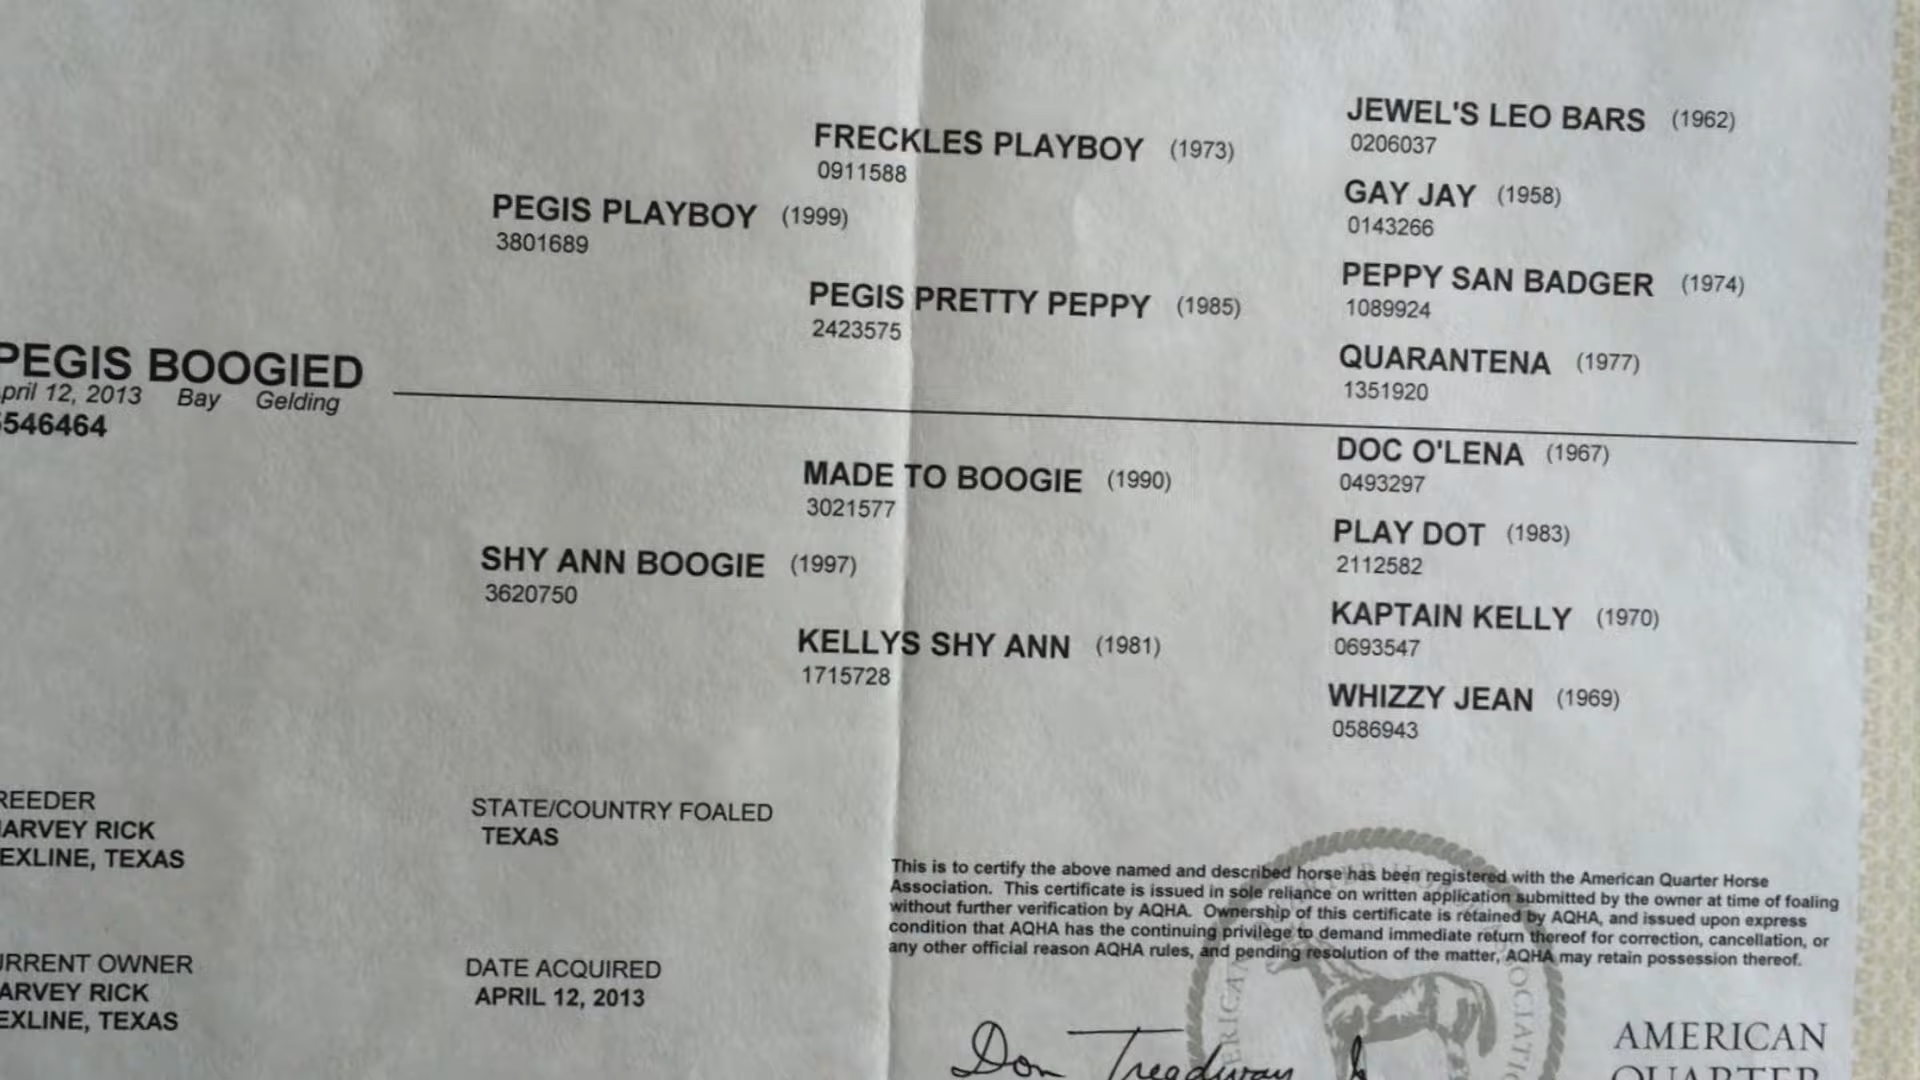 JEWEL'S LEO BARS (1962)
0206037
FRECKLES PLAYBOY (1973)
0911588
GAY JAY (1958)
0143266
PEGIS PLAYBOY (1999)
3801689
PEPPY SAN BADGER (1974)
1089924
PEGIS PRETTY PEPPY (1985)
2423575
QUARANTENA (1977)
1351920
PEGIS BOOGIED
pril 12, 2013 Bay Gelding
546464
DOC O'LENA (1967)
0493297
MADE TO BOOGIE (1990)
3021577
PLAY DOT (1983)
2112582
SHY ANN BOOGIE (1997)
3620750
KAPTAIN KELLY (1970)
0693547
KELLYS SHY ANN (1981)
1715728
WHIZZY JEAN (1969)
0586943
REEDER
ARVEY RICK
EXLINE, TEXAS
STATE/COUNTRY FOALED
TEXAS
This is to certify the above named and described horse has been registered with the American Quarter Horse
Association. This certificate is issued in sole reliance on written application submitted by the owner at time of foaling
without further verification by AQHA. Ownership of this certificate is retained by AQHA, and issued upon express
condition that AQHA has the continuing privilege to demand immediate return thereof for correction, cancellation, or
any other official reason AQHA rules, and pending resolution of the matter, AQHA may retain possession thereof.
URRENT OWNER
ARVEY RICK
EXLINE, TEXAS
DATE ACQUIRED
APRIL 12, 2013
Don Treadway
AMERICAN
QUARTER